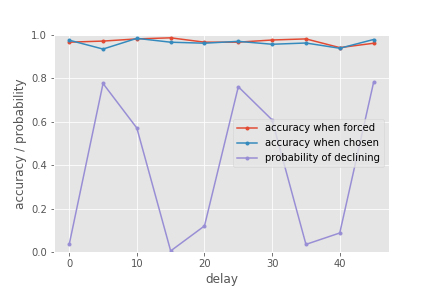 1.0
0.8
0.6
0.4
0.2
0.0
accuracy / probability
accuracy when forced
accuracy when chosen
probability of declining
0 10 20 30 40
delay